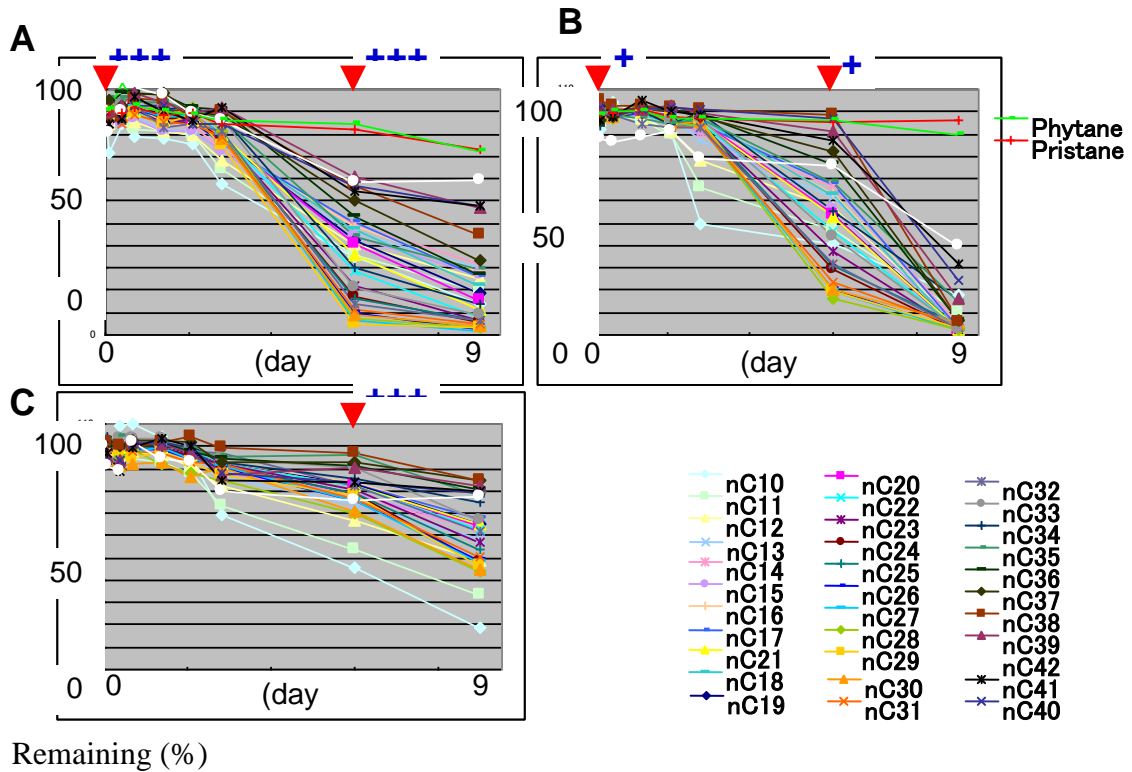 A
+++ +++
100
50
0
0
0 (day 9
B
+ +
100
50
0 0 (day 9
Phytane
Pristane
C
+++
100
50
0 0 (day 9
nC10
nC11
nC12
nC13
nC14
nC15
nC16
nC17
nC21
nC18
nC19
nC20
nC22
nC23
nC24
nC25
nC26
nC27
nC28
nC29
nC30
nC31
nC32
nC33
nC34
nC35
nC36
nC37
nC38
nC39
nC42
nC41
nC40
Remaining (%)